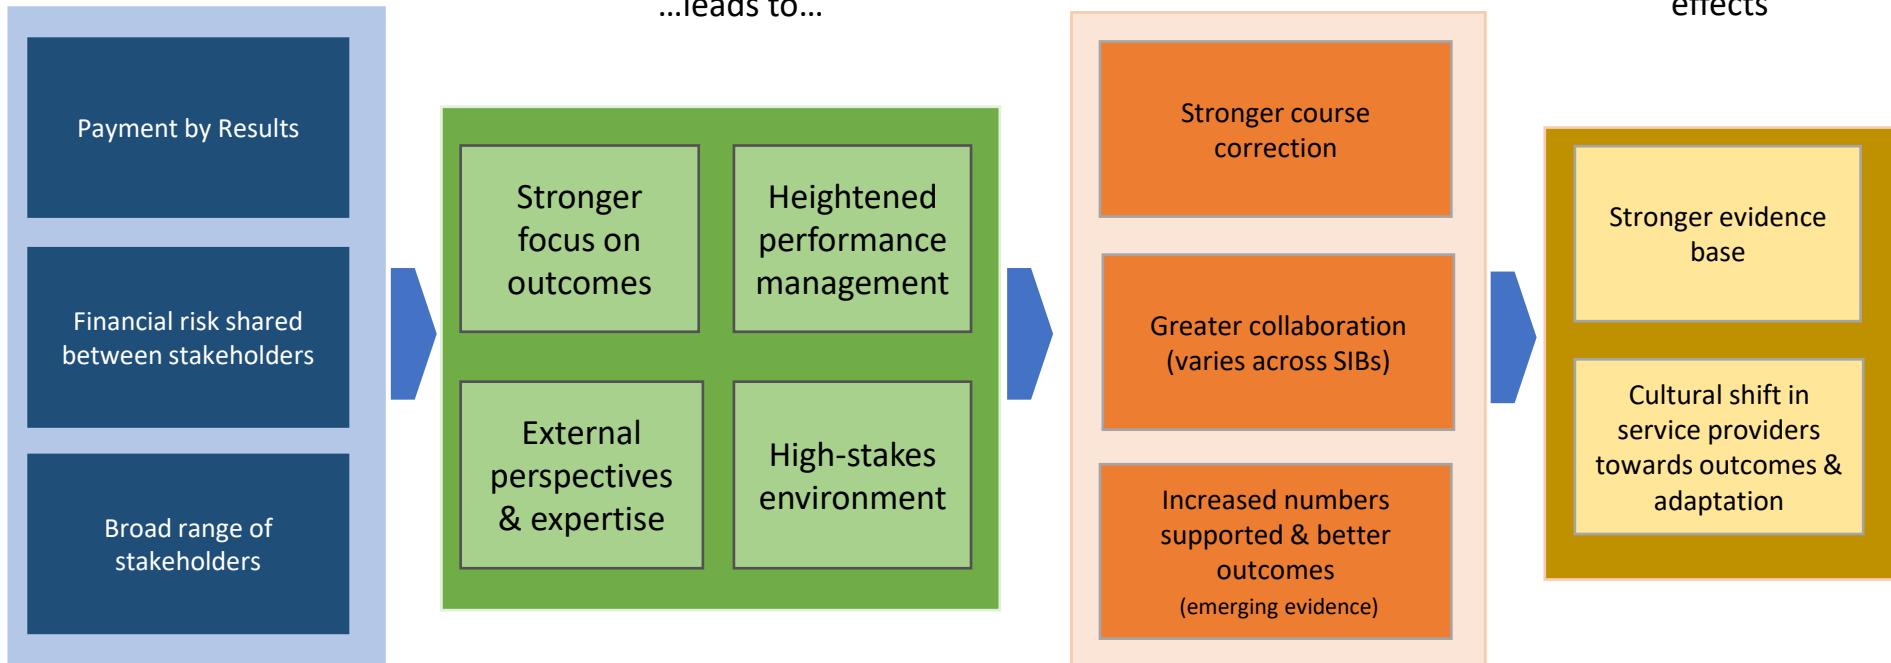 …leads to…
effects
Payment by Results
Financial risk shared
between stakeholders
Broad range of
stakeholders
Stronger
focus on
outcomes
Heightened
performance
management
External
perspectives
& expertise
High-stakes
environment
Stronger course
correction
Greater collaboration
(varies across SIBs)
Increased numbers
supported & better
outcomes
(emerging evidence)
Stronger evidence
base
Cultural shift in
service providers
towards outcomes &
adaptation